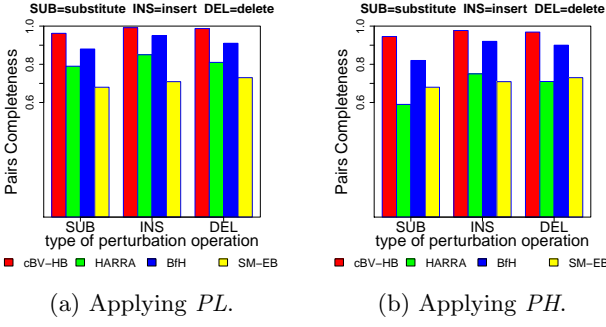 SUB=substitute INS=insert DEL=delete
Pairs Completeness
0.6
0.8
1.0
SUB INS DEL
type of perturbation operation
cBV−HB HARRA BfH SM−EB
(a) Applying PL.
SUB=substitute INS=insert DEL=delete
Pairs Completeness
0.6
0.8
1.0
SUB INS DEL
type of perturbation operation
cBV−HB HARRA BfH SM−EB
(b) Applying PH.